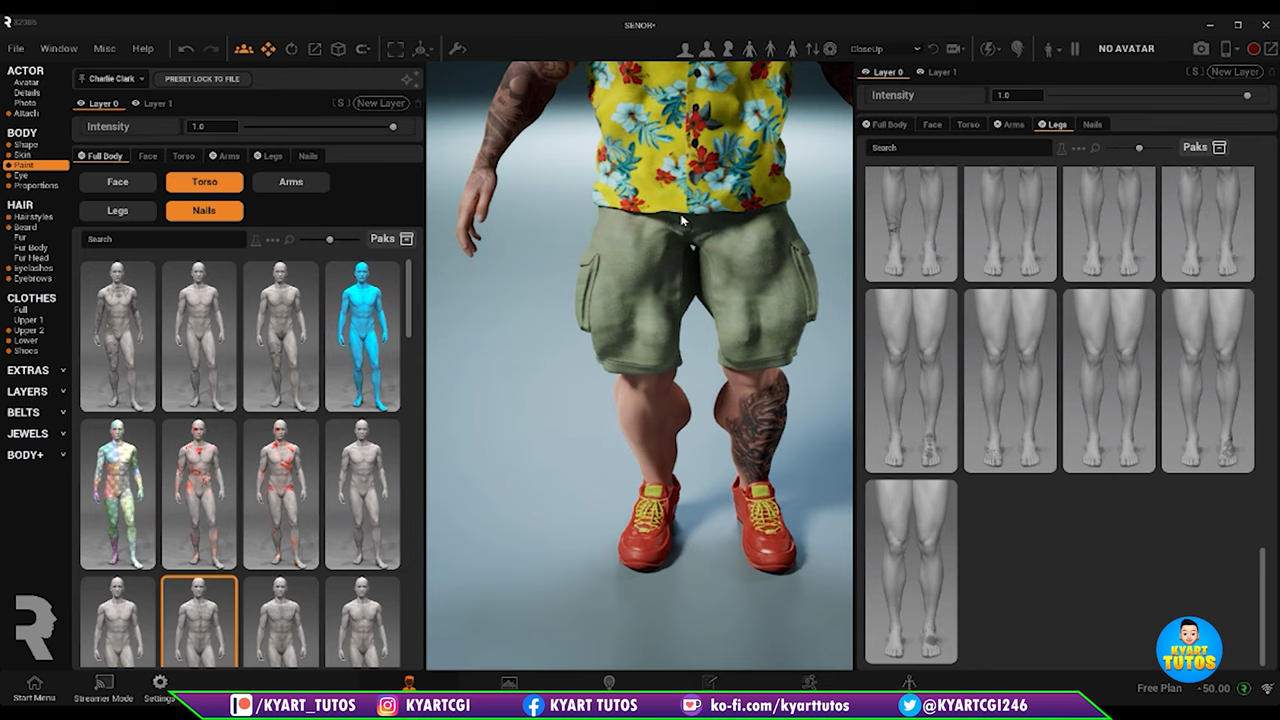 32985
SENOR•
File Window Misc Help
CloseUp
NO AVATAR
ACTOR
Avatar
Details
Photo
Attach
BODY
Shape
Skin
Paint
Eye
Proportions
HAIR
Hairstyles
Beard
Fur
Fur Body
Fur Head
Eyelashes
Eyebrows
CLOTHES
Full
Upper 1
Upper 2
Lower
Shoes
EXTRAS
LAYERS
BELTS
JEWELS
BODY+
Charlie Clark PRESET LOCK TO FILE
Layer 0 Layer 1 [ S ] New Layer
Intensity 1.0
Full Body Face Torso Arms Legs Nails
Face Torso Arms
Legs Nails
Search Paks
Layer 0 Layer 1 [ S ] New Layer
Intensity 1.0
Full Body Face Torso Arms Legs Nails
Search Paks
R
KYART
TUTOS
Start Menu Streamer Mode Settings
Free Plan -50.00 R
/KYART_TUTOS KYARTCGI KYART TUTOS ko-fi.com/kyarttutos @KYARTCGI246